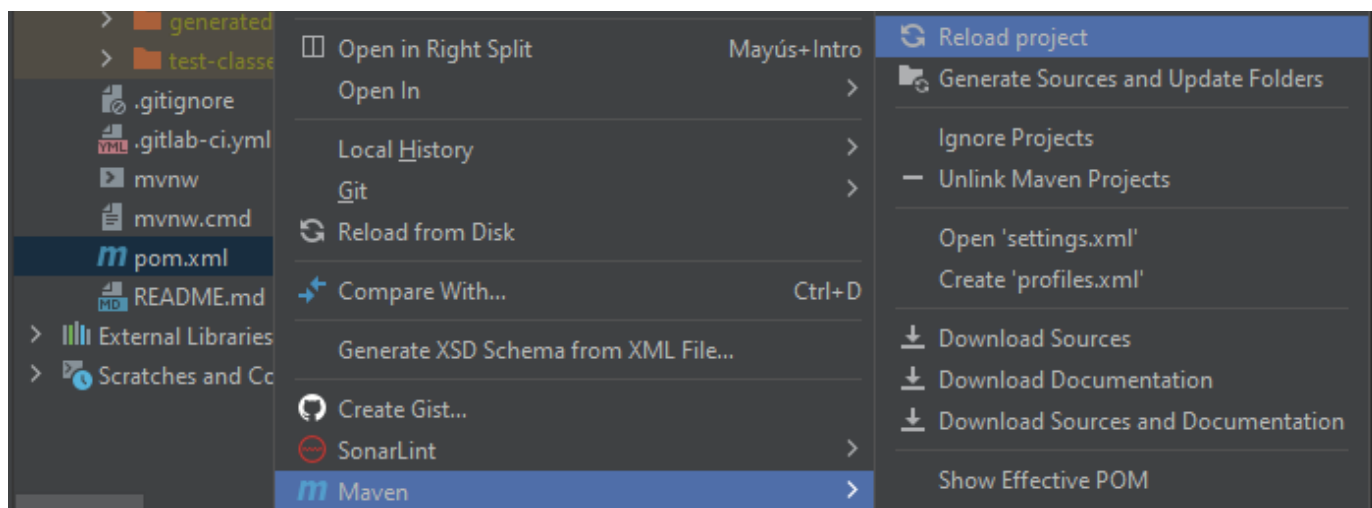 generated
test-classe
.gitignore
.gitlab-ci.yml
mvnw
mvnw.cmd
pom.xml
README.md
External Libraries
Scratches and Co
Open in Right Split Mayús+Intro
Open In
Local History
Git
Reload from Disk
Compare With... Ctrl+D
Generate XSD Schema from XML File...
Create Gist...
SonarLint
Maven
Reload project
Generate Sources and Update Folders
Ignore Projects
Unlink Maven Projects
Open 'settings.xml'
Create 'profiles.xml'
Download Sources
Download Documentation
Download Sources and Documentation
Show Effective POM